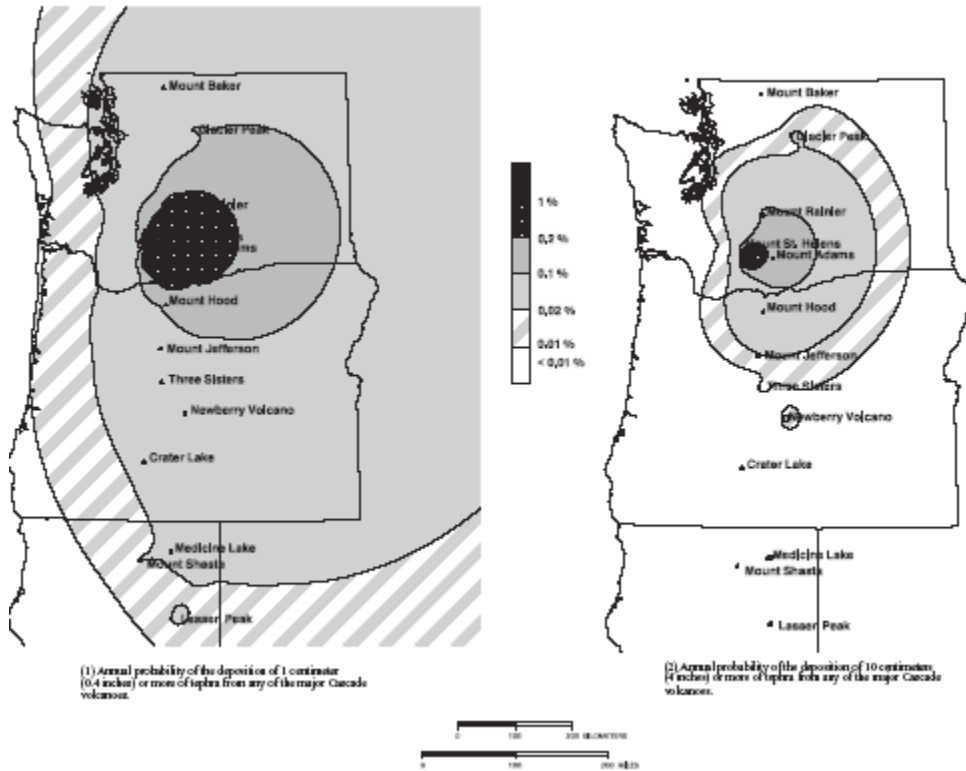 Mount Baker
Glacier Peak
Mount Hood
Mount Jefferson
Three Sisters
Newberry Volcano
Crater Lake
Medicine Lake
Mount Shasta
Lassen Peak
1 %
0.2 %
0.1 %
0.02 %
0.01 %
< 0.01 %
Mount Baker
Glacier Peak
Mount Rainier
Mount St. Helens
Mount Adams
Mount Hood
Mount Jefferson
Three Sisters
Newberry Volcano
Crater Lake
Medicine Lake
Mount Shasta
Lassen Peak
(1) Annual probability of the deposition of 1 centimeter
(0.4 inches) or more of tephra from any of the major Cascade
volcanoes.
(2) Annual probability of the deposition of 10 centimeters
(4 inches) or more of tephra from any of the major Cascade
volcanoes.
0 100 200 KILOMETERS
0 100 200 MILES